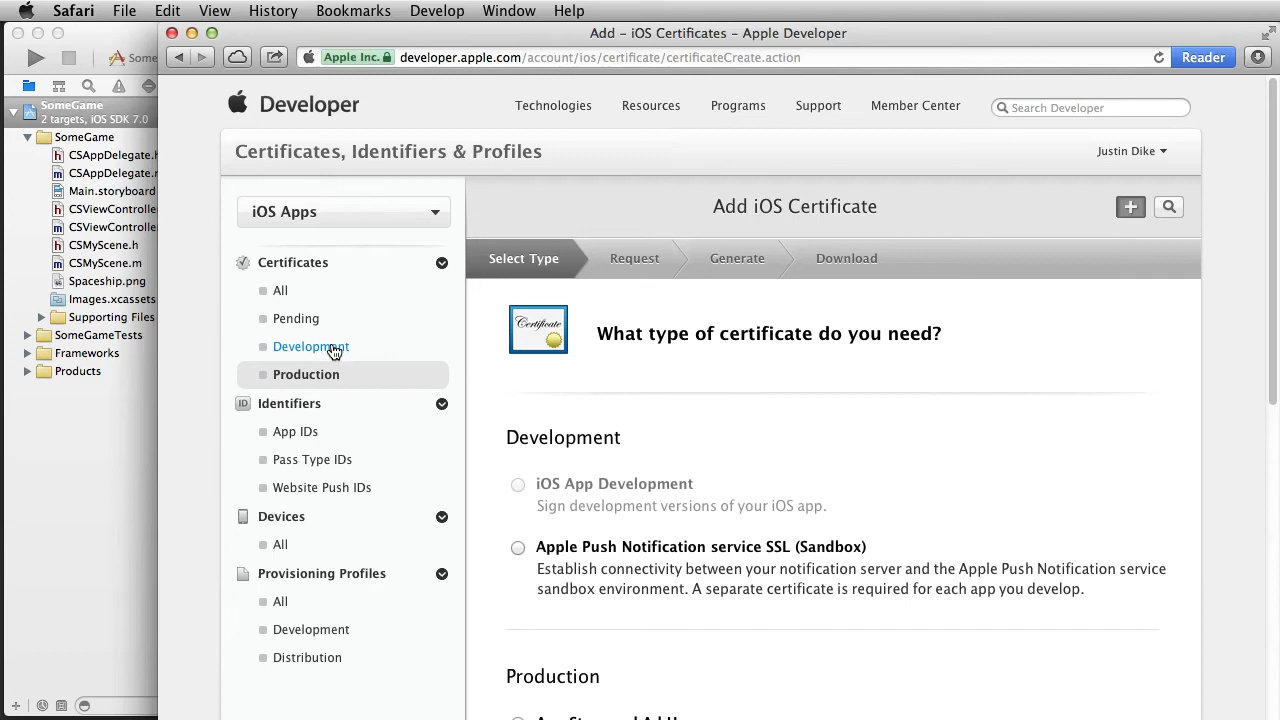 Safari File Edit View History Bookmarks Develop Window Help
Add – iOS Certificates – Apple Developer
Some
Apple Inc. developer.apple.com/account/ios/certificate/certificateCreate.action Reader
SomeGame
2 targets, iOS SDK 7.0
SomeGame
CSAppDelegate.h
CSAppDelegate.m
Main.storyboard
CSViewController
CSViewController
CSMyScene.h
CSMyScene.m
Spaceship.png
Images.xcassets
Supporting Files
SomeGameTests
Frameworks
Products
Developer
Technologies Resources Programs Support Member Center Search Developer
Certificates, Identifiers & Profiles
Justin Dike
iOS Apps
Certificates
All
Pending
Development
Production
Identifiers
ID
App IDs
Pass Type IDs
Website Push IDs
Devices
All
Provisioning Profiles
All
Development
Distribution
Add iOS Certificate
Select Type Request Generate Download
Certificate
What type of certificate do you need?
Development
iOS App Development
Sign development versions of your iOS app.
Apple Push Notification service SSL (Sandbox)
Establish connectivity between your notification server and the Apple Push Notification service
sandbox environment. A separate certificate is required for each app you develop.
Production